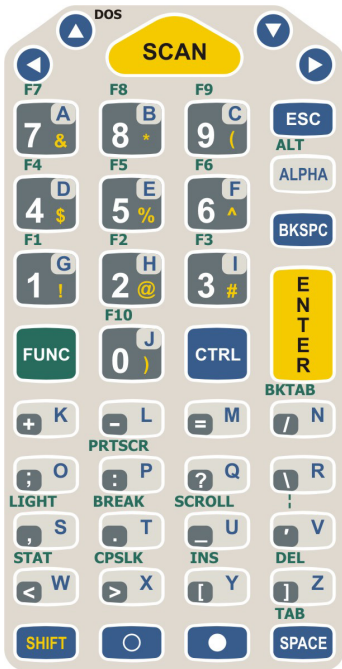 DOS
SCAN
F7 F8 F9
A B C
7 & 8 * 9 (
ESC
ALT
F4 F5 F6
D E F
4 $ 5 % 6 ^
ALPHA
F1 F2 F3
G H I
1 ! 2 @ 3 #
BKSPC
F10
J
FUNC 0 ) CTRL
ENTER
BKTAB
+ K - L = M / N
PRTSCR
; O : P ? Q \ R
LIGHT BREAK SCROLL ¦
, S . T _ U ' V
STAT CPSLK INS DEL
< W > X [ Y ] Z
TAB
SHIFT SPACE